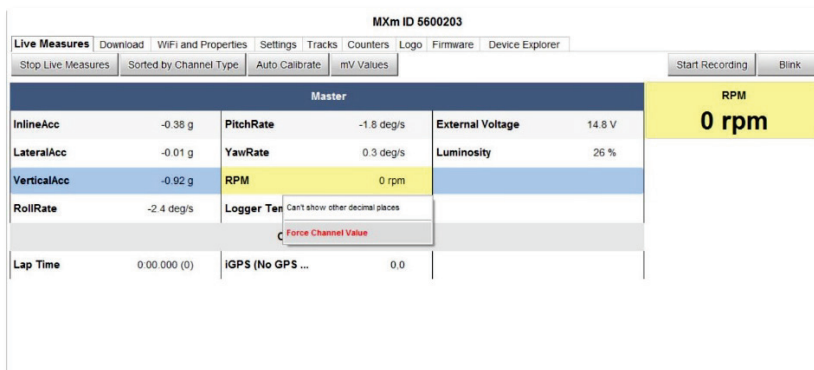 MXm ID 5600203
Live Measures Download WiFi and Properties Settings Tracks Counters Logo Firmware Device Explorer
Stop Live Measures Sorted by Channel Type Auto Calibrate mV Values Start Recording Blink
Master RPM
0 rpm
InlineAcc -0.38 g PitchRate -1.8 deg/s External Voltage 14.8 V
LateralAcc -0.01 g YawRate 0.3 deg/s Luminosity 26 %
VerticalAcc -0.92 g RPM 0 rpm
RollRate -2.4 deg/s Logger Can't show other decimal places
Force Channel Value
Lap Time 0:00.000 (0) iGPS (No GPS ... 0,0